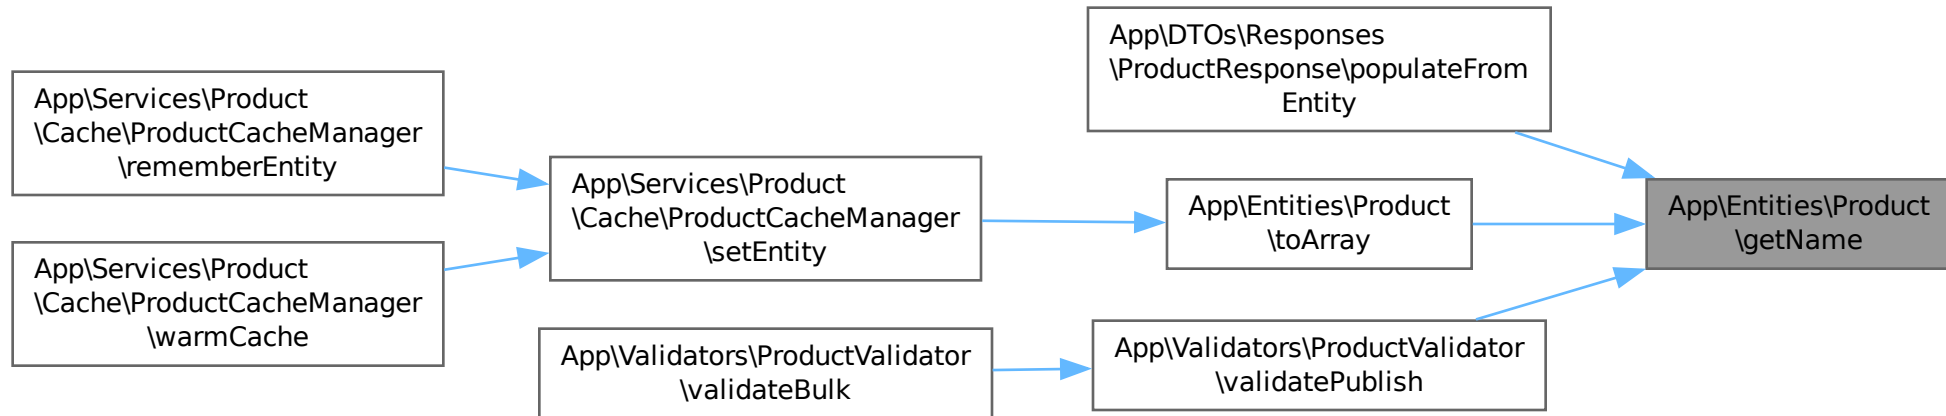 App\Services\Product
\Cache\ProductCacheManager
\rememberEntity
App\Services\Product
\Cache\ProductCacheManager
\warmCache
App\Services\Product
\Cache\ProductCacheManager
\setEntity
App\Validators\ProductValidator
\validateBulk
App\DTOs\Responses
\ProductResponse\populateFrom
Entity
App\Entities\Product
\toArray
App\Validators\ProductValidator
\validatePublish
App\Entities\Product
\getName